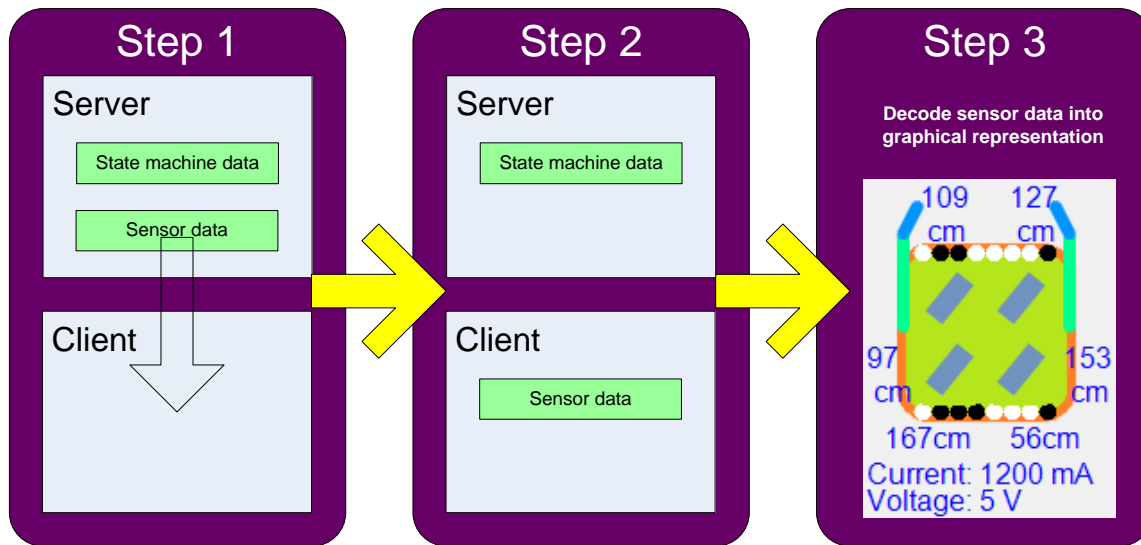 Step 1
Server
State machine data
Sensor data
Client
Step 2
Server
State machine data
Client
Sensor data
Step 3
Decode sensor data into
graphical representation
109 127
cm cm
97 153
cm cm
167cm 56cm
Current: 1200 mA
Voltage: 5 V